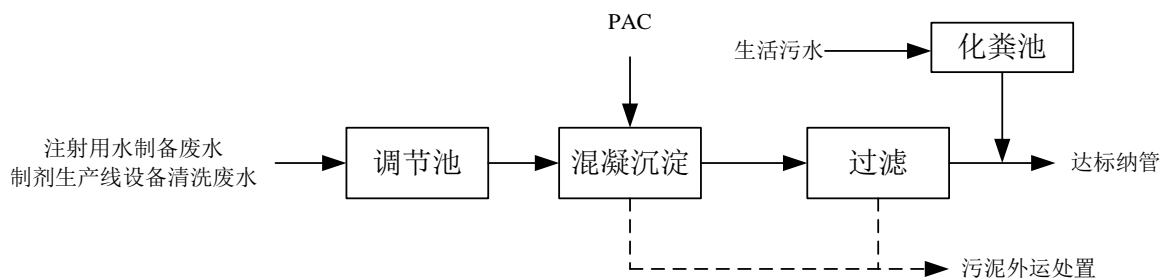 PAC
生活污水
化粪池
注射用水制备废水
制剂生产线设备清洗废水
调节池
混凝沉淀
过滤
达标纳管
污泥外运处置